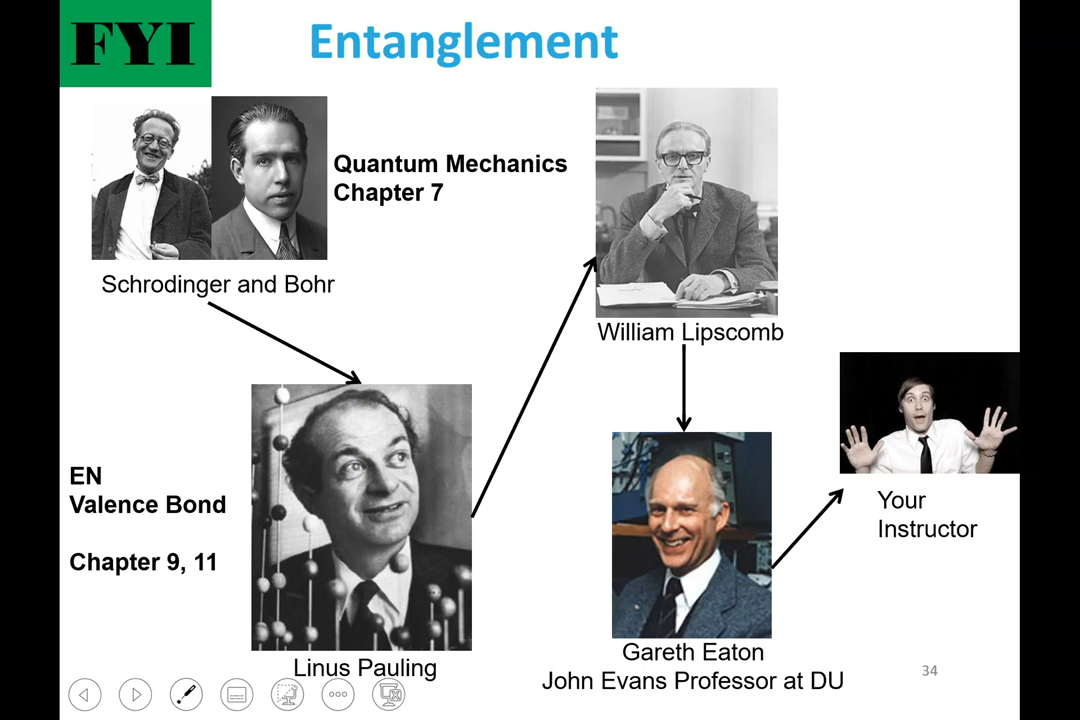 FYI
Entanglement
Quantum Mechanics
Chapter 7
Schrodinger and Bohr
William Lipscomb
EN
Valence Bond
Chapter 9, 11
Your
Instructor
Linus Pauling
Gareth Eaton
John Evans Professor at DU
34